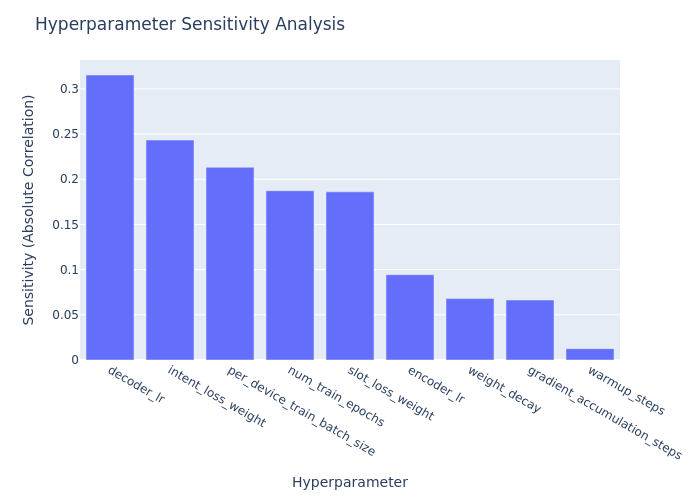 Hyperparameter Sensitivity Analysis
Sensitivity (Absolute Correlation)
0.3
0.25
0.2
0.15
0.1
0.05
0
decoder_lr
intent_loss_weight
per_device_train_batch_size
num_train_epochs
slot_loss_weight
encoder_lr
weight_decay
gradient_accumulation_steps
warmup_steps
Hyperparameter